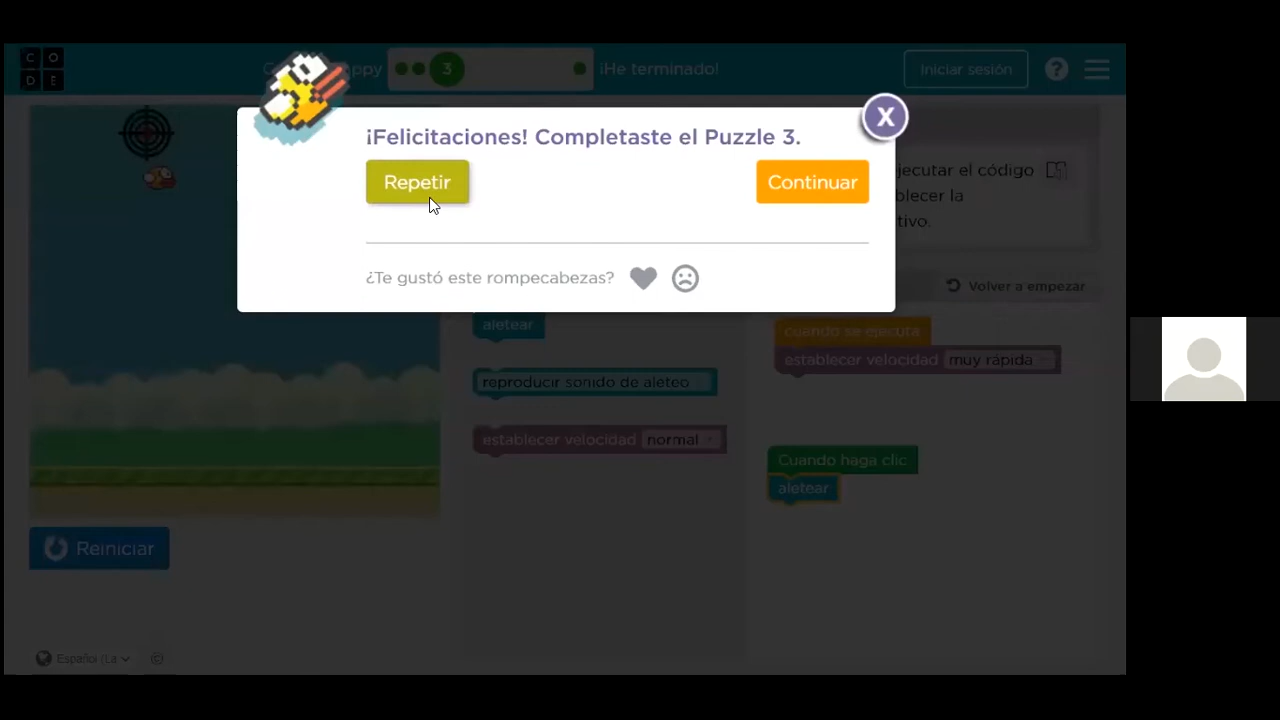 C O
D E
ppy
3
¡He terminado!
Iniciar sesión
?
X
¡Felicitaciones! Completaste el Puzzle 3.
Repetir
Continuar
¿Te gustó este rompecabezas?
jecutar el código
blecer la
tivo.
Volver a empezar
aletear
reproducir sonido de aleteo
establecer velocidad normal
cuando se ejecuta
establecer velocidad muy rápida
Cuando haga clic
aletear
Reiniciar
Español (La
©